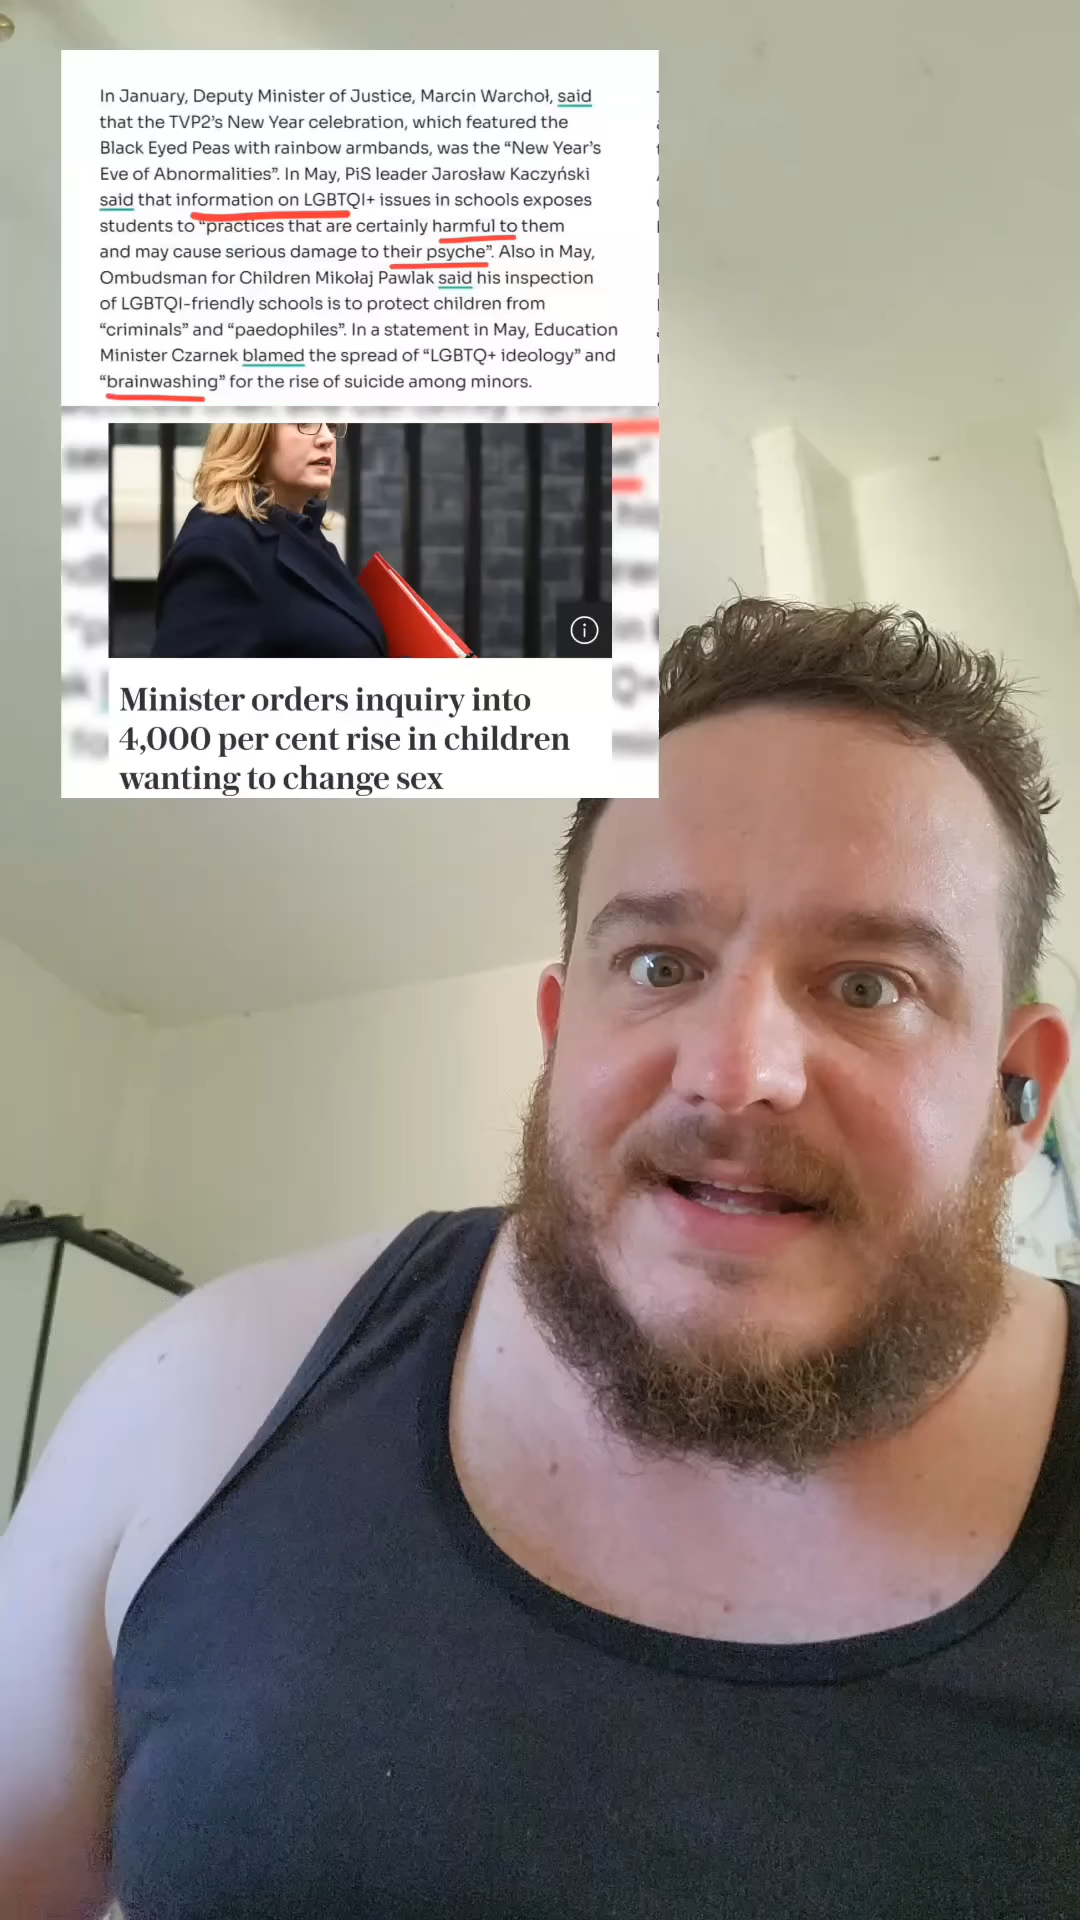 In January, Deputy Minister of Justice, Marcin Warchoł, said
that the TVP2's New Year celebration, which featured the
Black Eyed Peas with rainbow armbands, was the “New Year’s
Eve of Abnormalities”. In May, PiS leader Jarosław Kaczyński
said that information on LGBTQI+ issues in schools exposes
students to “practices that are certainly harmful to them
and may cause serious damage to their psyche”. Also in May,
Ombudsman for Children Mikołaj Pawlak said his inspection
of LGBTQI-friendly schools is to protect children from
“criminals” and “paedophiles”. In a statement in May, Education
Minister Czarnek blamed the spread of “LGBTQ+ ideology” and
“brainwashing” for the rise of suicide among minors.
Minister orders inquiry into
4,000 per cent rise in children
wanting to change sex